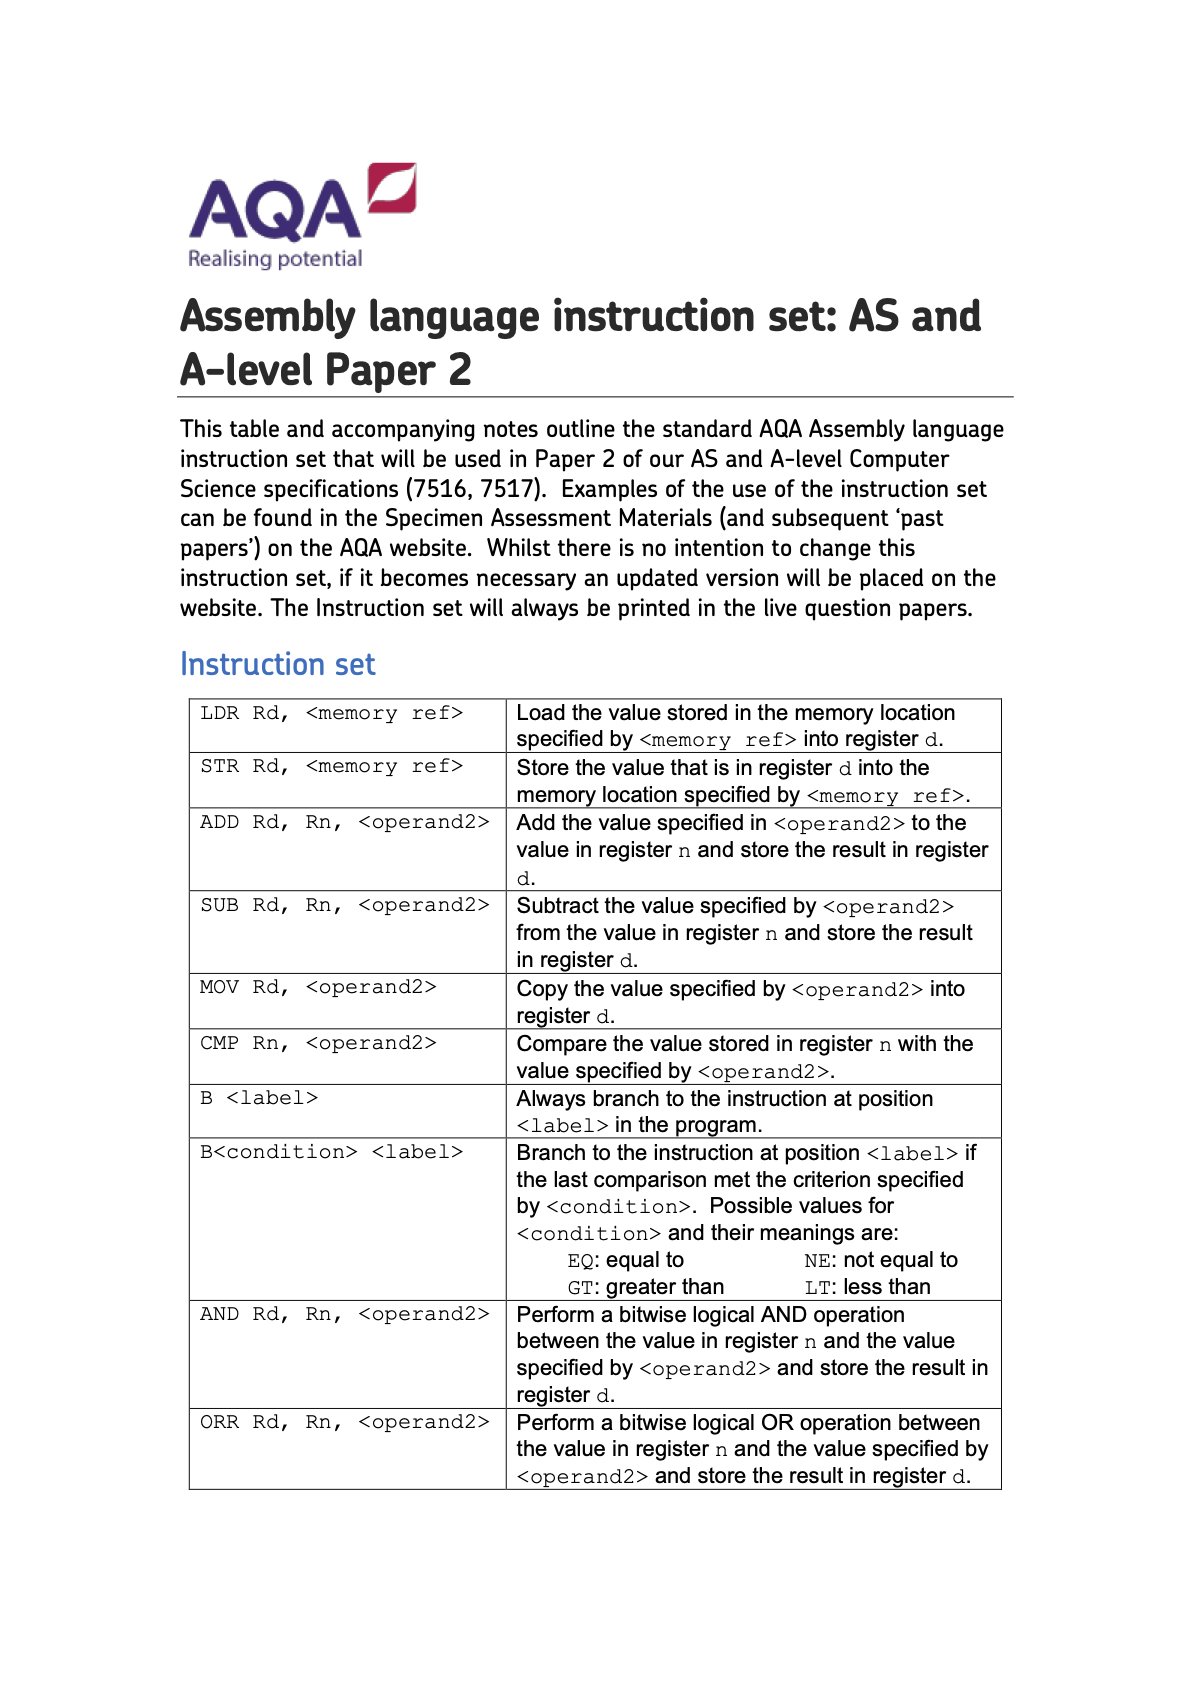 AQA
Realising potential
Assembly language instruction set: AS and
A-level Paper 2
This table and accompanying notes outline the standard AQA Assembly language
instruction set that will be used in Paper 2 of our AS and A-level Computer
Science specifications (7516, 7517).  Examples of the use of the instruction set
can be found in the Specimen Assessment Materials (and subsequent ‘past
papers’) on the AQA website.  Whilst there is no intention to change this
instruction set, if it becomes necessary an updated version will be placed on the
website. The Instruction set will always be printed in the live question papers.
Instruction set
LDR Rd, <memory ref>
Load the value stored in the memory location
specified by <memory ref> into register d.
STR Rd, <memory ref>
Store the value that is in register d into the
memory location specified by <memory ref>.
ADD Rd, Rn, <operand2>
Add the value specified in <operand2> to the
value in register n and store the result in register
d.
SUB Rd, Rn, <operand2>
Subtract the value specified by <operand2>
from the value in register n and store the result
in register d.
MOV Rd, <operand2>
Copy the value specified by <operand2> into
register d.
CMP Rn, <operand2>
Compare the value stored in register n with the
value specified by <operand2>.
B <label>
Always branch to the instruction at position
<label> in the program.
B<condition> <label>
Branch to the instruction at position <label> if
the last comparison met the criterion specified
by <condition>.  Possible values for
<condition> and their meanings are:
EQ: equal to NE: not equal to
GT: greater than LT: less than
AND Rd, Rn, <operand2>
Perform a bitwise logical AND operation
between the value in register n and the value
specified by <operand2> and store the result in
register d.
ORR Rd, Rn, <operand2>
Perform a bitwise logical OR operation between
the value in register n and the value specified by
<operand2> and store the result in register d.